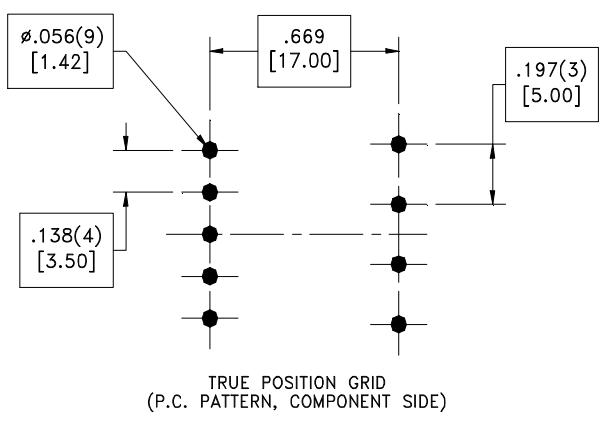 ø.056(9)
[1.42]
.669
[17.00]
.197(3)
[5.00]
.138(4)
[3.50]
TRUE POSITION GRID
(P.C. PATTERN, COMPONENT SIDE)